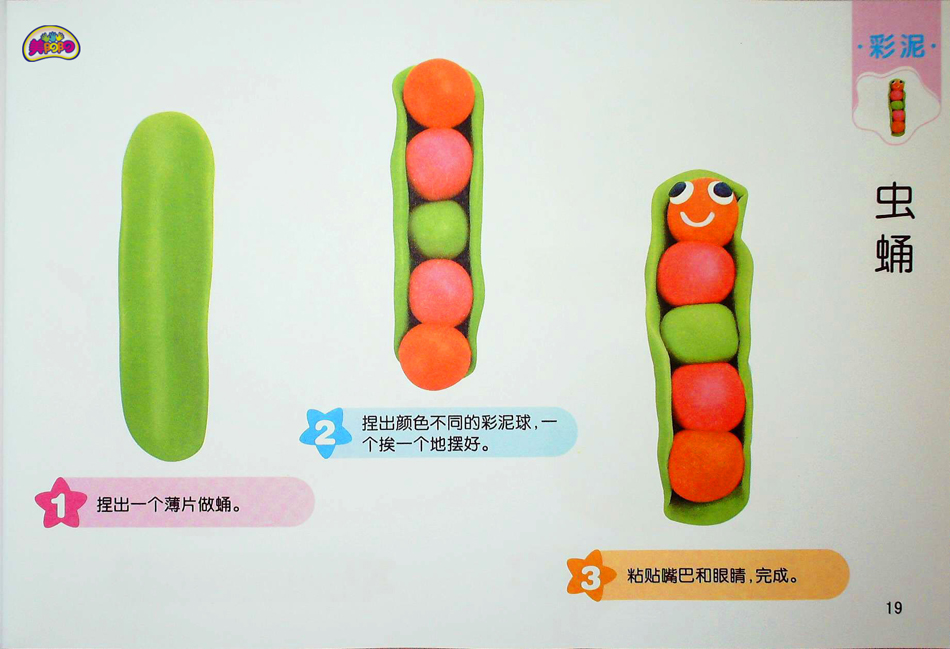 ·彩泥·
虫蛹
1 捏出一个薄片做蛹。
2 捏出颜色不同的彩泥球,一
个挨一个地摆好。
3 粘贴嘴巴和眼睛,完成。
19